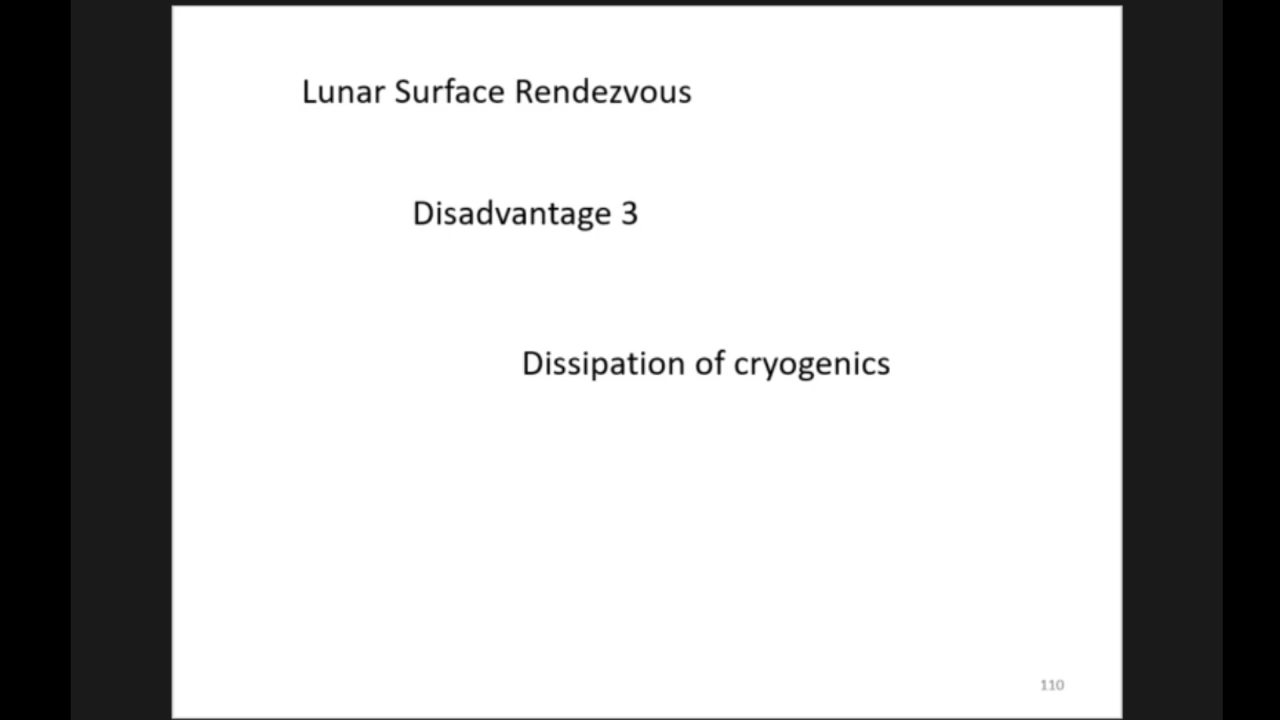 Lunar Surface Rendezvous
Disadvantage 3
Dissipation of cryogenics
110